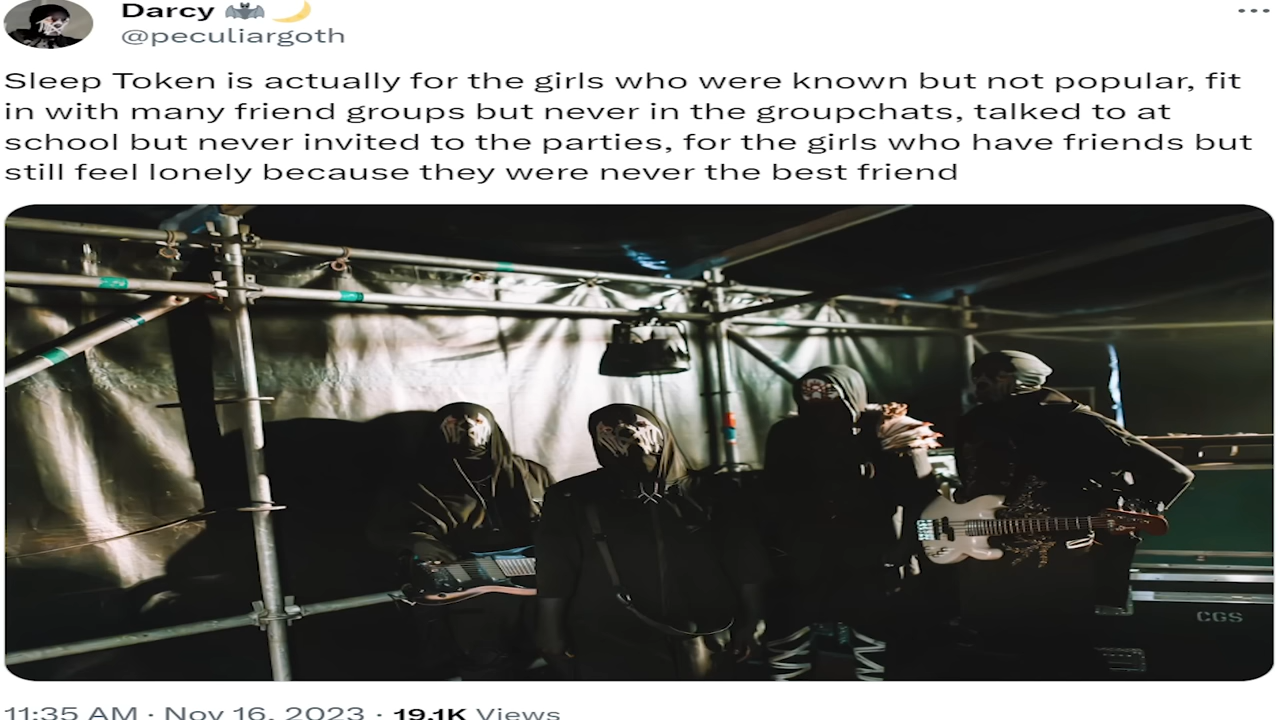 Darcy 🦇 🌙
@peculiargoth
Sleep Token is actually for the girls who were known but not popular, fit
in with many friend groups but never in the groupchats, talked to at
school but never invited to the parties, for the girls who have friends but
still feel lonely because they were never the best friend
CGS
11:35 AM · Nov 16, 2023 · 19.1K Views